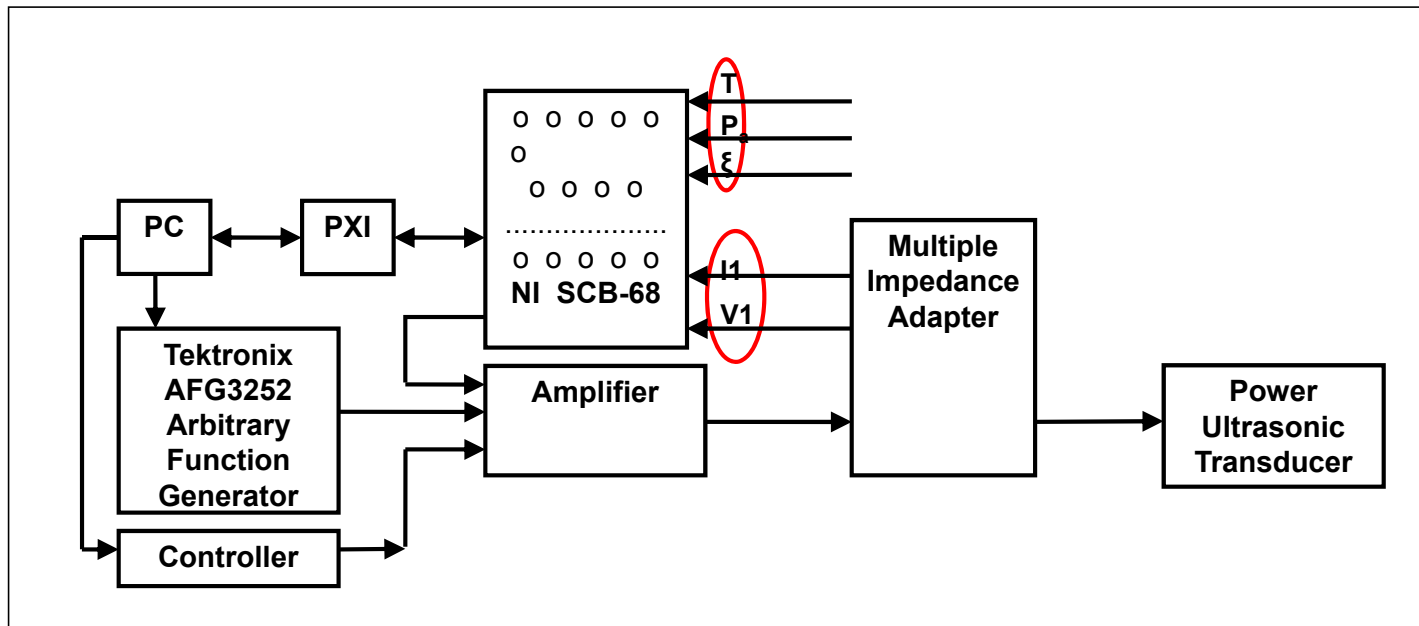 T
Pa
ξ
o o o o o
o
o o o o
.....................
o o o o o
NI SCB-68
I1
V1
PC
PXI
Multiple
Impedance
Adapter
Tektronix
AFG3252
Arbitrary
Function
Generator
Amplifier
Power
Ultrasonic
Transducer
Controller